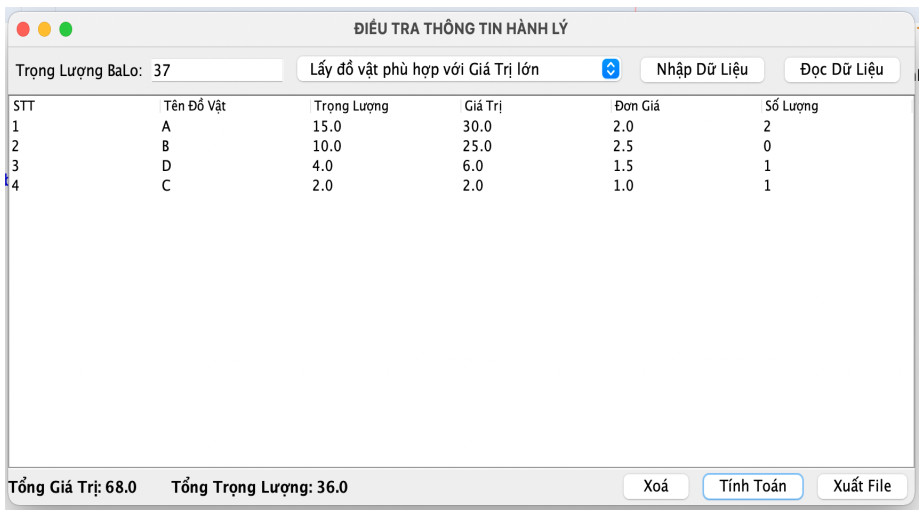 ĐIỀU TRA THÔNG TIN HÀNH LÝ
Trọng Lượng BaLo: 37 Lấy đồ vật phù hợp với Giá Trị lớn Nhập Dữ Liệu Đọc Dữ Liệu
STT Tên Đồ Vật Trọng Lượng Giá Trị Đơn Giá Số Lượng
1 A 15.0 30.0 2.0 2
2 B 10.0 25.0 2.5 0
3 D 4.0 6.0 1.5 1
4 C 2.0 2.0 1.0 1
Tổng Giá Trị: 68.0 Tổng Trọng Lượng: 36.0 Xoá Tính Toán Xuất File